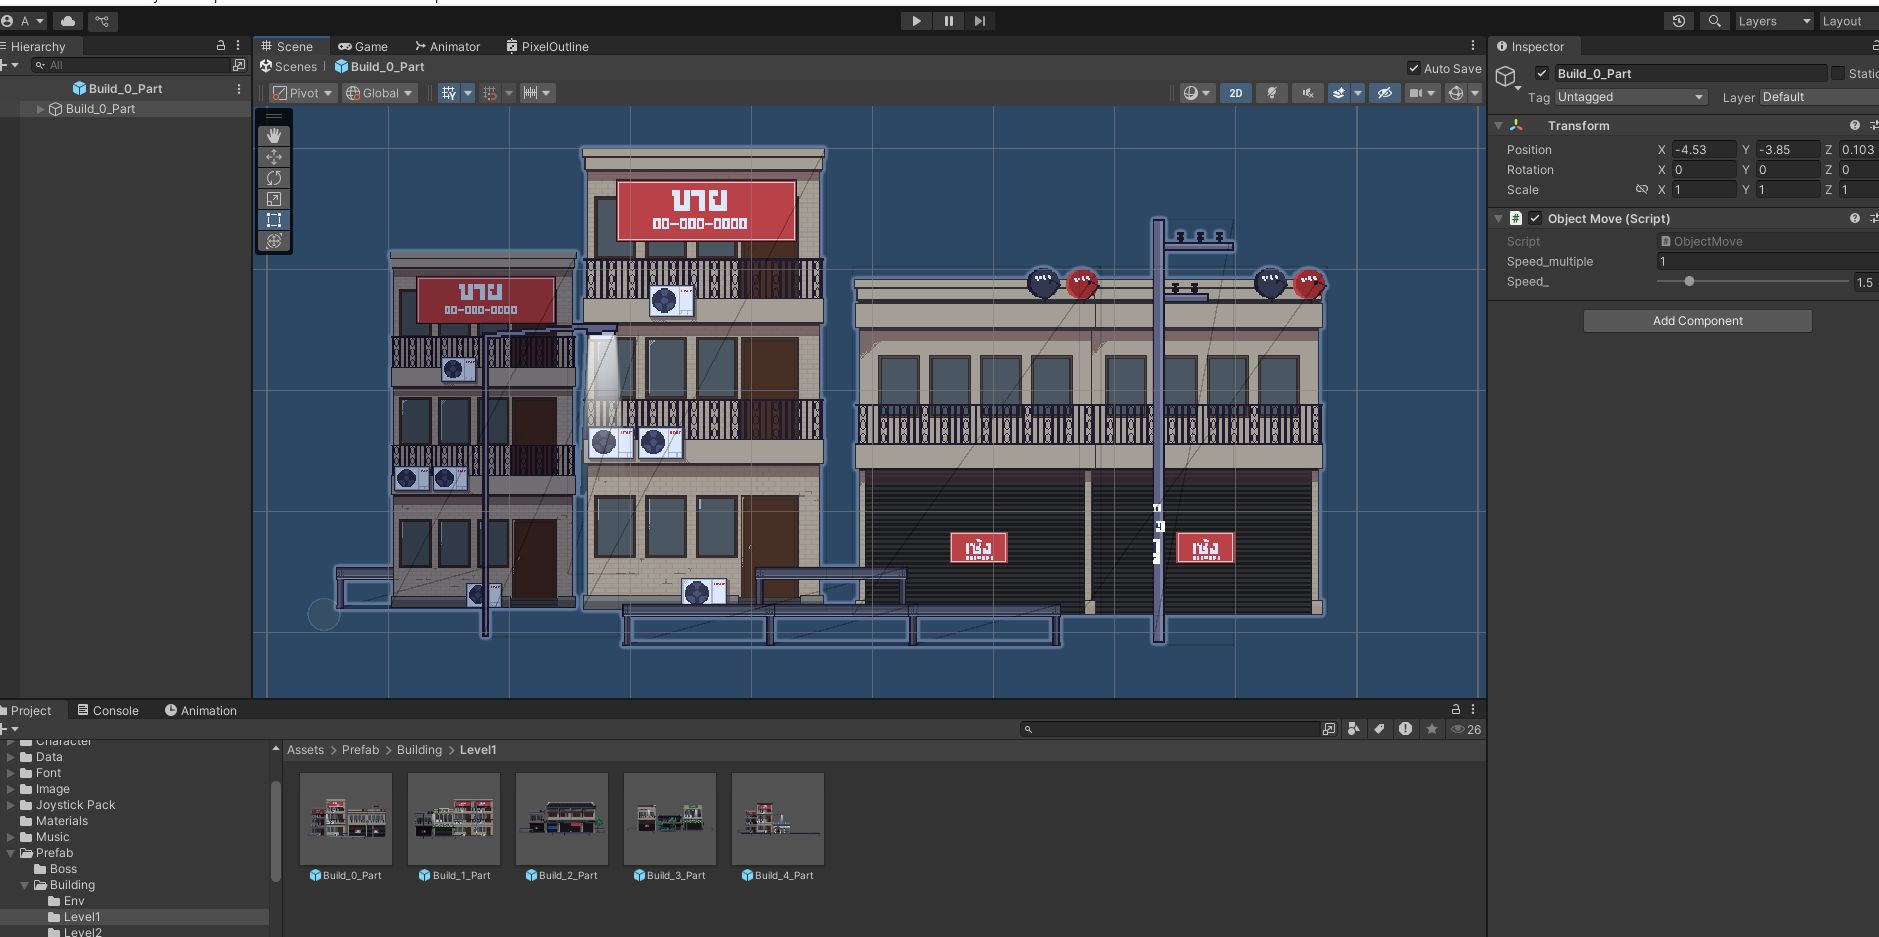 A
Layers
Layout
Hierarchy
All
Build_0_Part
Build_0_Part
Scene
Game
Animator
PixelOutline
Scenes
Build_0_Part
Auto Save
Pivot
Global
2D
ขาย
00-000-0000
ขาย
00-000-0000
เซ้ง
เซ้ง
Inspector
Build_0_Part
Static
Tag Untagged
Layer Default
Transform
Position X -4.53 Y -3.85 Z 0.103
Rotation X 0 Y 0 Z 0
Scale X 1 Y 1 Z 1
Object Move (Script)
Script ObjectMove
Speed_multiple 1
Speed_ 1.5
Add Component
Project
Console
Animation
26
Character
Data
Font
Image
Joystick Pack
Materials
Music
Prefab
Boss
Building
Env
Level1
Level2
Assets > Prefab > Building > Level1
Build_0_Part
Build_1_Part
Build_2_Part
Build_3_Part
Build_4_Part